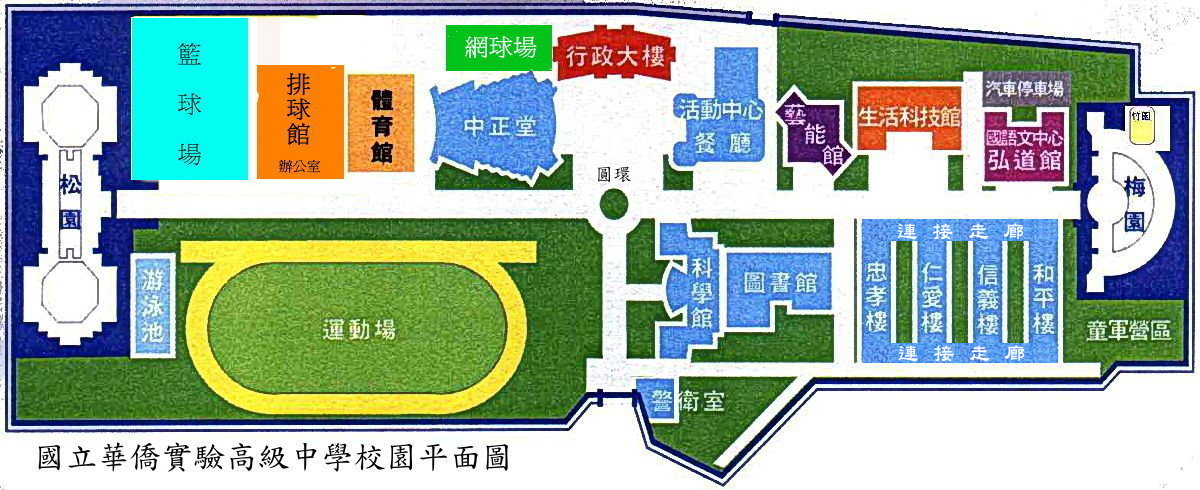 籃球場
排球館
辦公室
體育館
網球場
行政大樓
中正堂
活動中心
餐廳
藝能館
生活科技館
汽車停車場
國語文中心
弘道館
竹園
松園
梅園
圓環
游泳池
運動場
科學館
圖書館
連接走廊
忠孝樓
仁愛樓
信義樓
和平樓
連接走廊
童軍營區
警衛室
國立華僑實驗高級中學校園平面圖